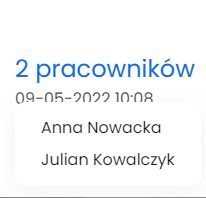 2 pracowników
09-05-2022 10:08
Anna Nowacka
Julian Kowalczyk